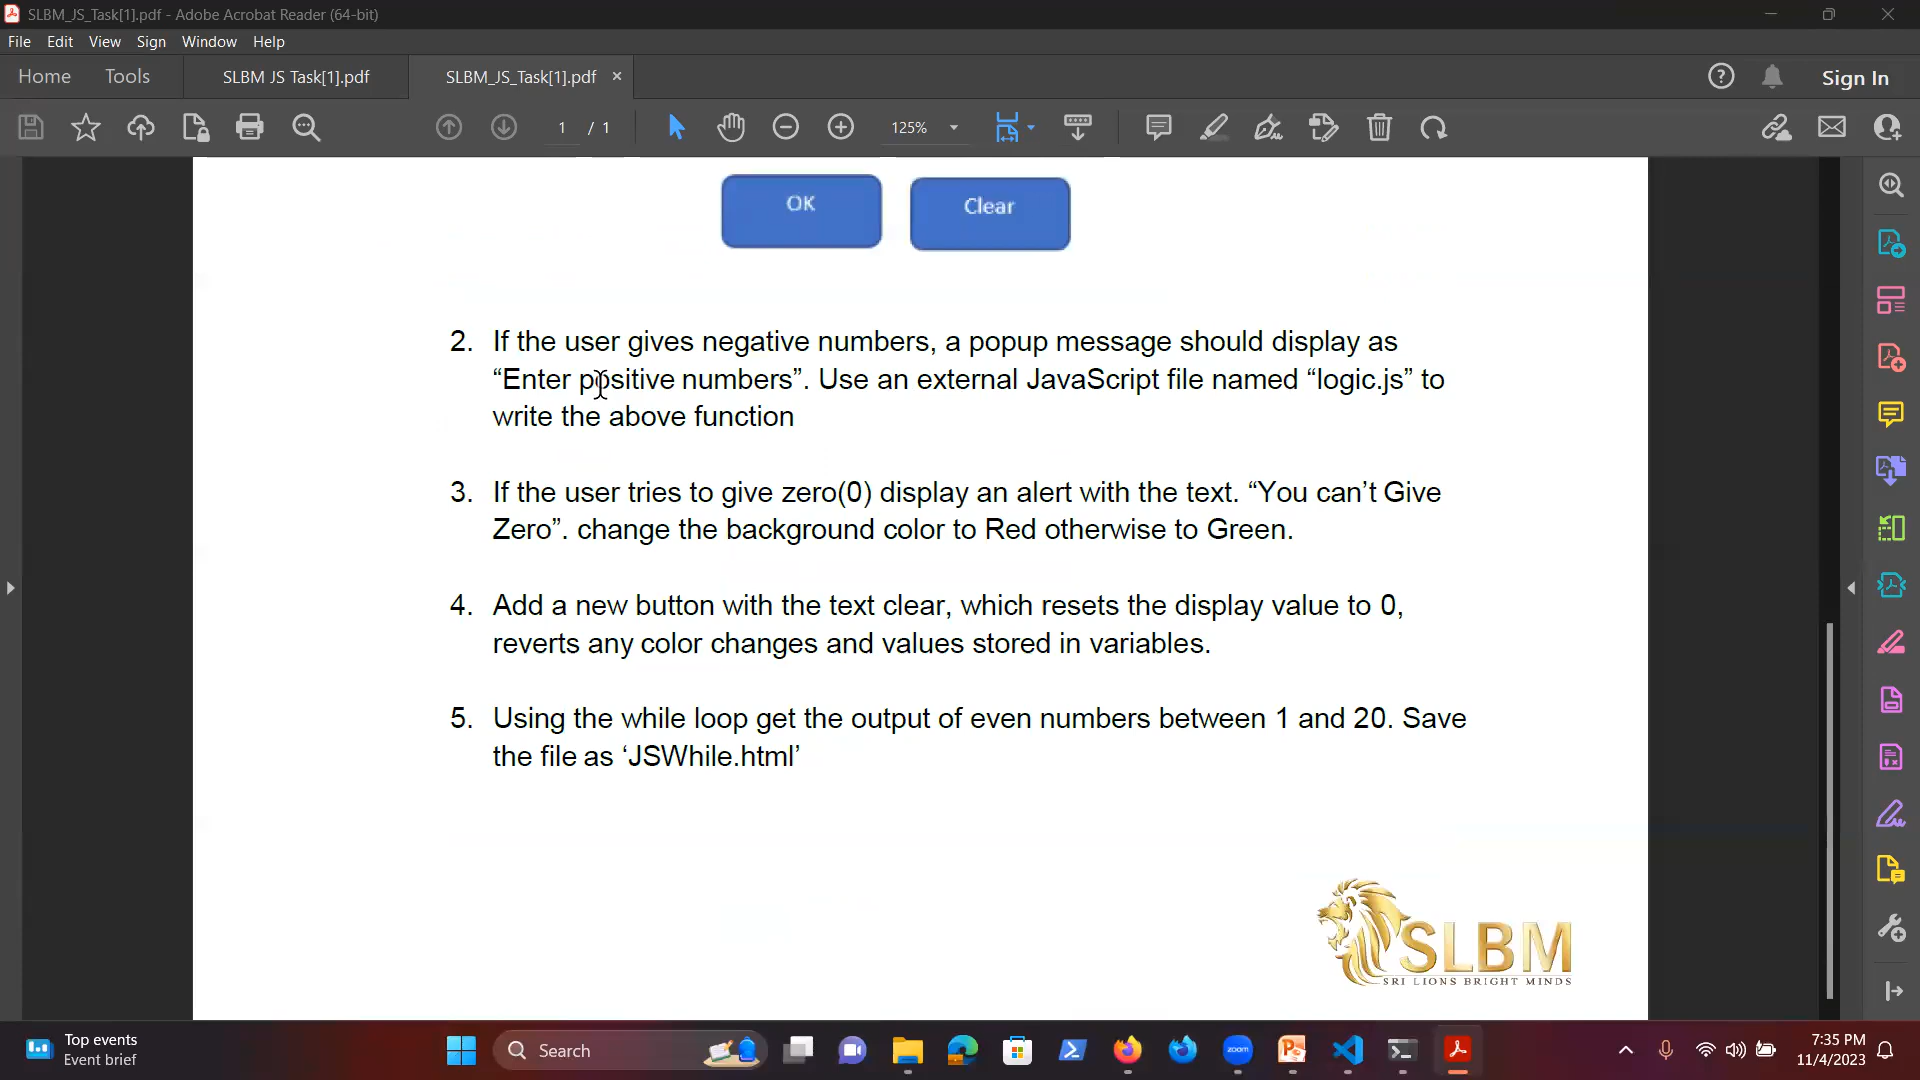 SLBM_JS_Task[1].pdf - Adobe Acrobat Reader (64-bit)
File Edit View Sign Window Help
Home Tools SLBM JS Task[1].pdf SLBM_JS_Task[1].pdf × Sign In
1 / 1 125%
OK Clear
2. If the user gives negative numbers, a popup message should display as
“Enter positive numbers”. Use an external JavaScript file named “logic.js” to
write the above function
3. If the user tries to give zero(0) display an alert with the text. “You can’t Give
Zero”. change the background color to Red otherwise to Green.
4. Add a new button with the text clear, which resets the display value to 0,
reverts any color changes and values stored in variables.
5. Using the while loop get the output of even numbers between 1 and 20. Save
the file as ‘JSWhile.html’
SLBM
SRI LIONS BRIGHT MINDS
Top events
Event brief
Search
zoom
7:35 PM
11/4/2023